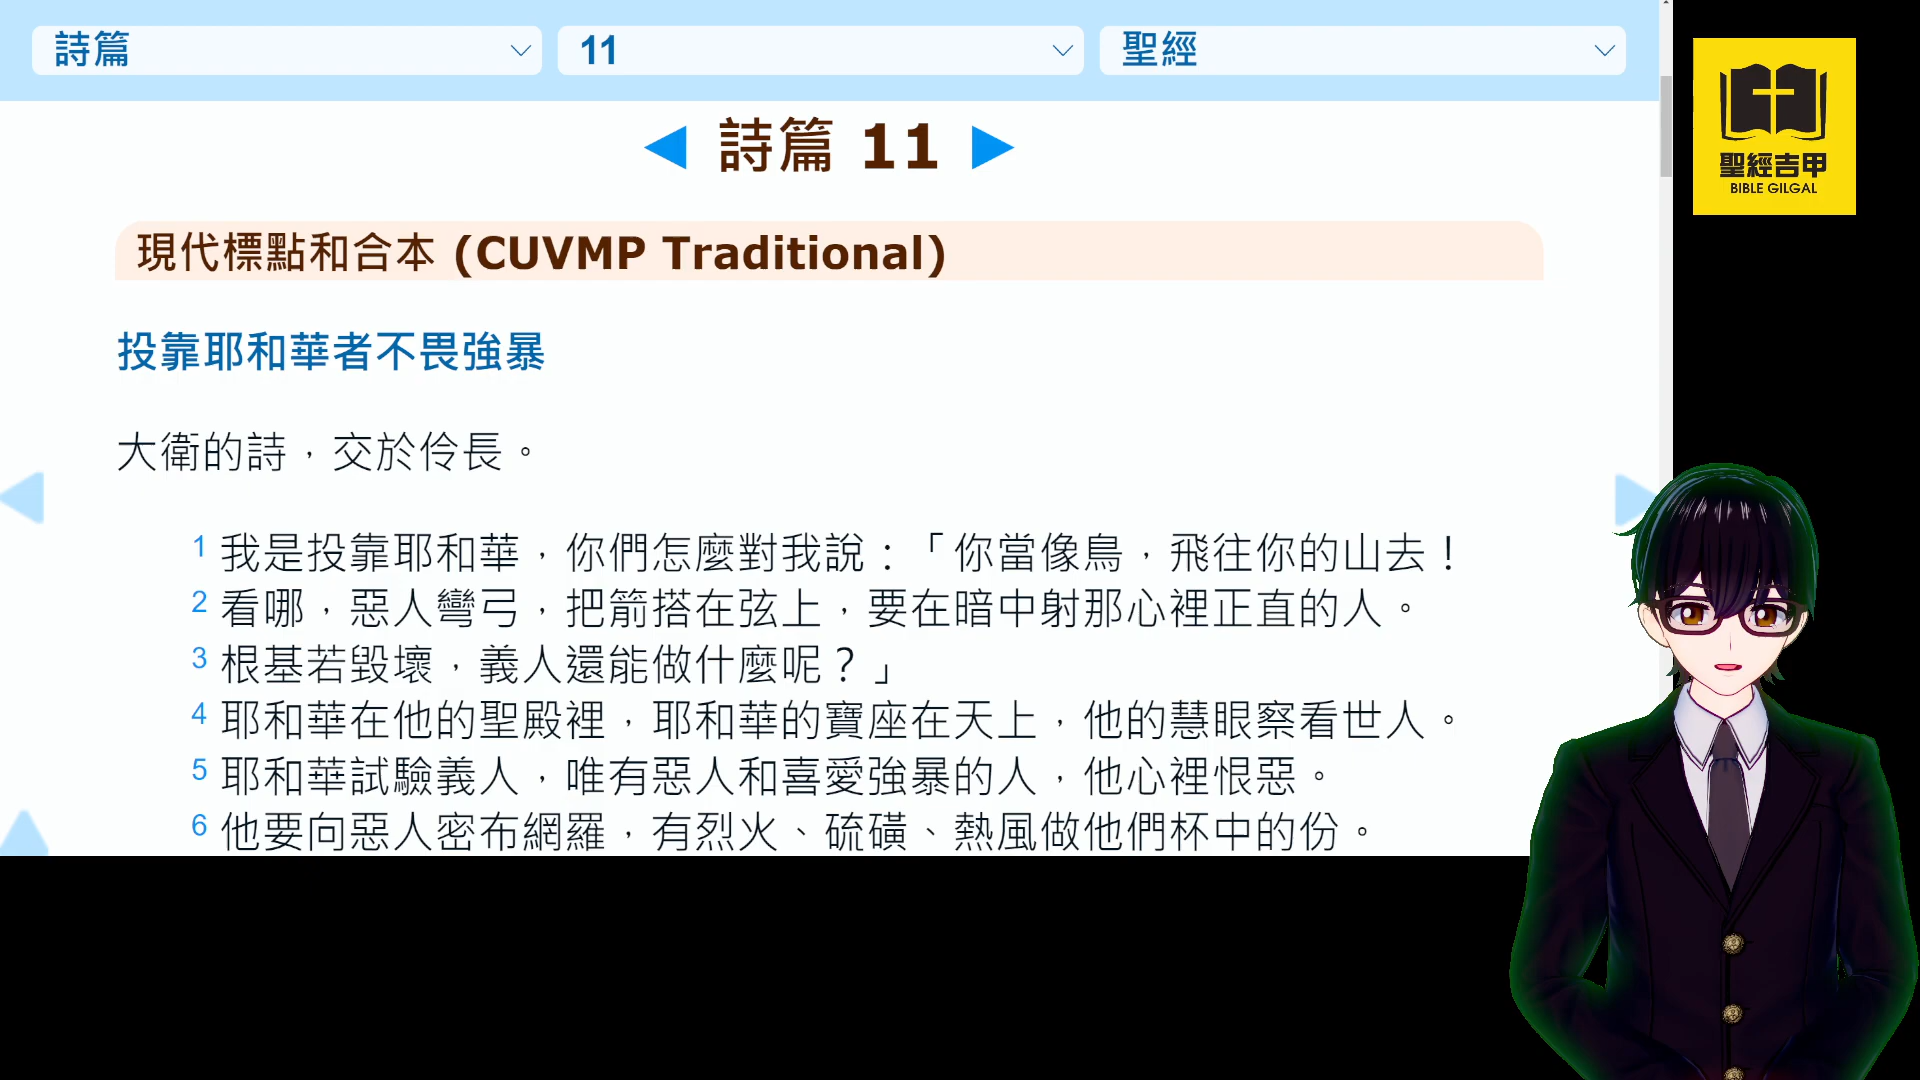 詩篇
11
聖經
詩篇 11
現代標點和合本 (CUVMP Traditional)
投靠耶和華者不畏強暴
大衛的詩，交於伶長。
1 我是投靠耶和華，你們怎麼對我說：「你當像鳥，飛往你的山去！
2 看哪，惡人彎弓，把箭搭在弦上，要在暗中射那心裡正直的人。
3 根基若毀壞，義人還能做什麼呢？」
4 耶和華在他的聖殿裡，耶和華的寶座在天上，他的慧眼察看世人。
5 耶和華試驗義人，唯有惡人和喜愛強暴的人，他心裡恨惡。
6 他要向惡人密布網羅，有烈火、硫磺、熱風做他們杯中的份。
聖經吉甲
BIBLE GILGAL